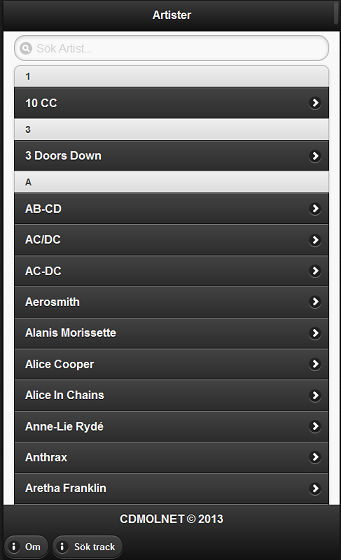 Artister
Sök Artist...
1
10 CC
3
3 Doors Down
A
AB-CD
AC/DC
AC-DC
Aerosmith
Alanis Morissette
Alice Cooper
Alice In Chains
Anne-Lie Rydé
Anthrax
Aretha Franklin
CDMOLNET © 2013
Om Sök track